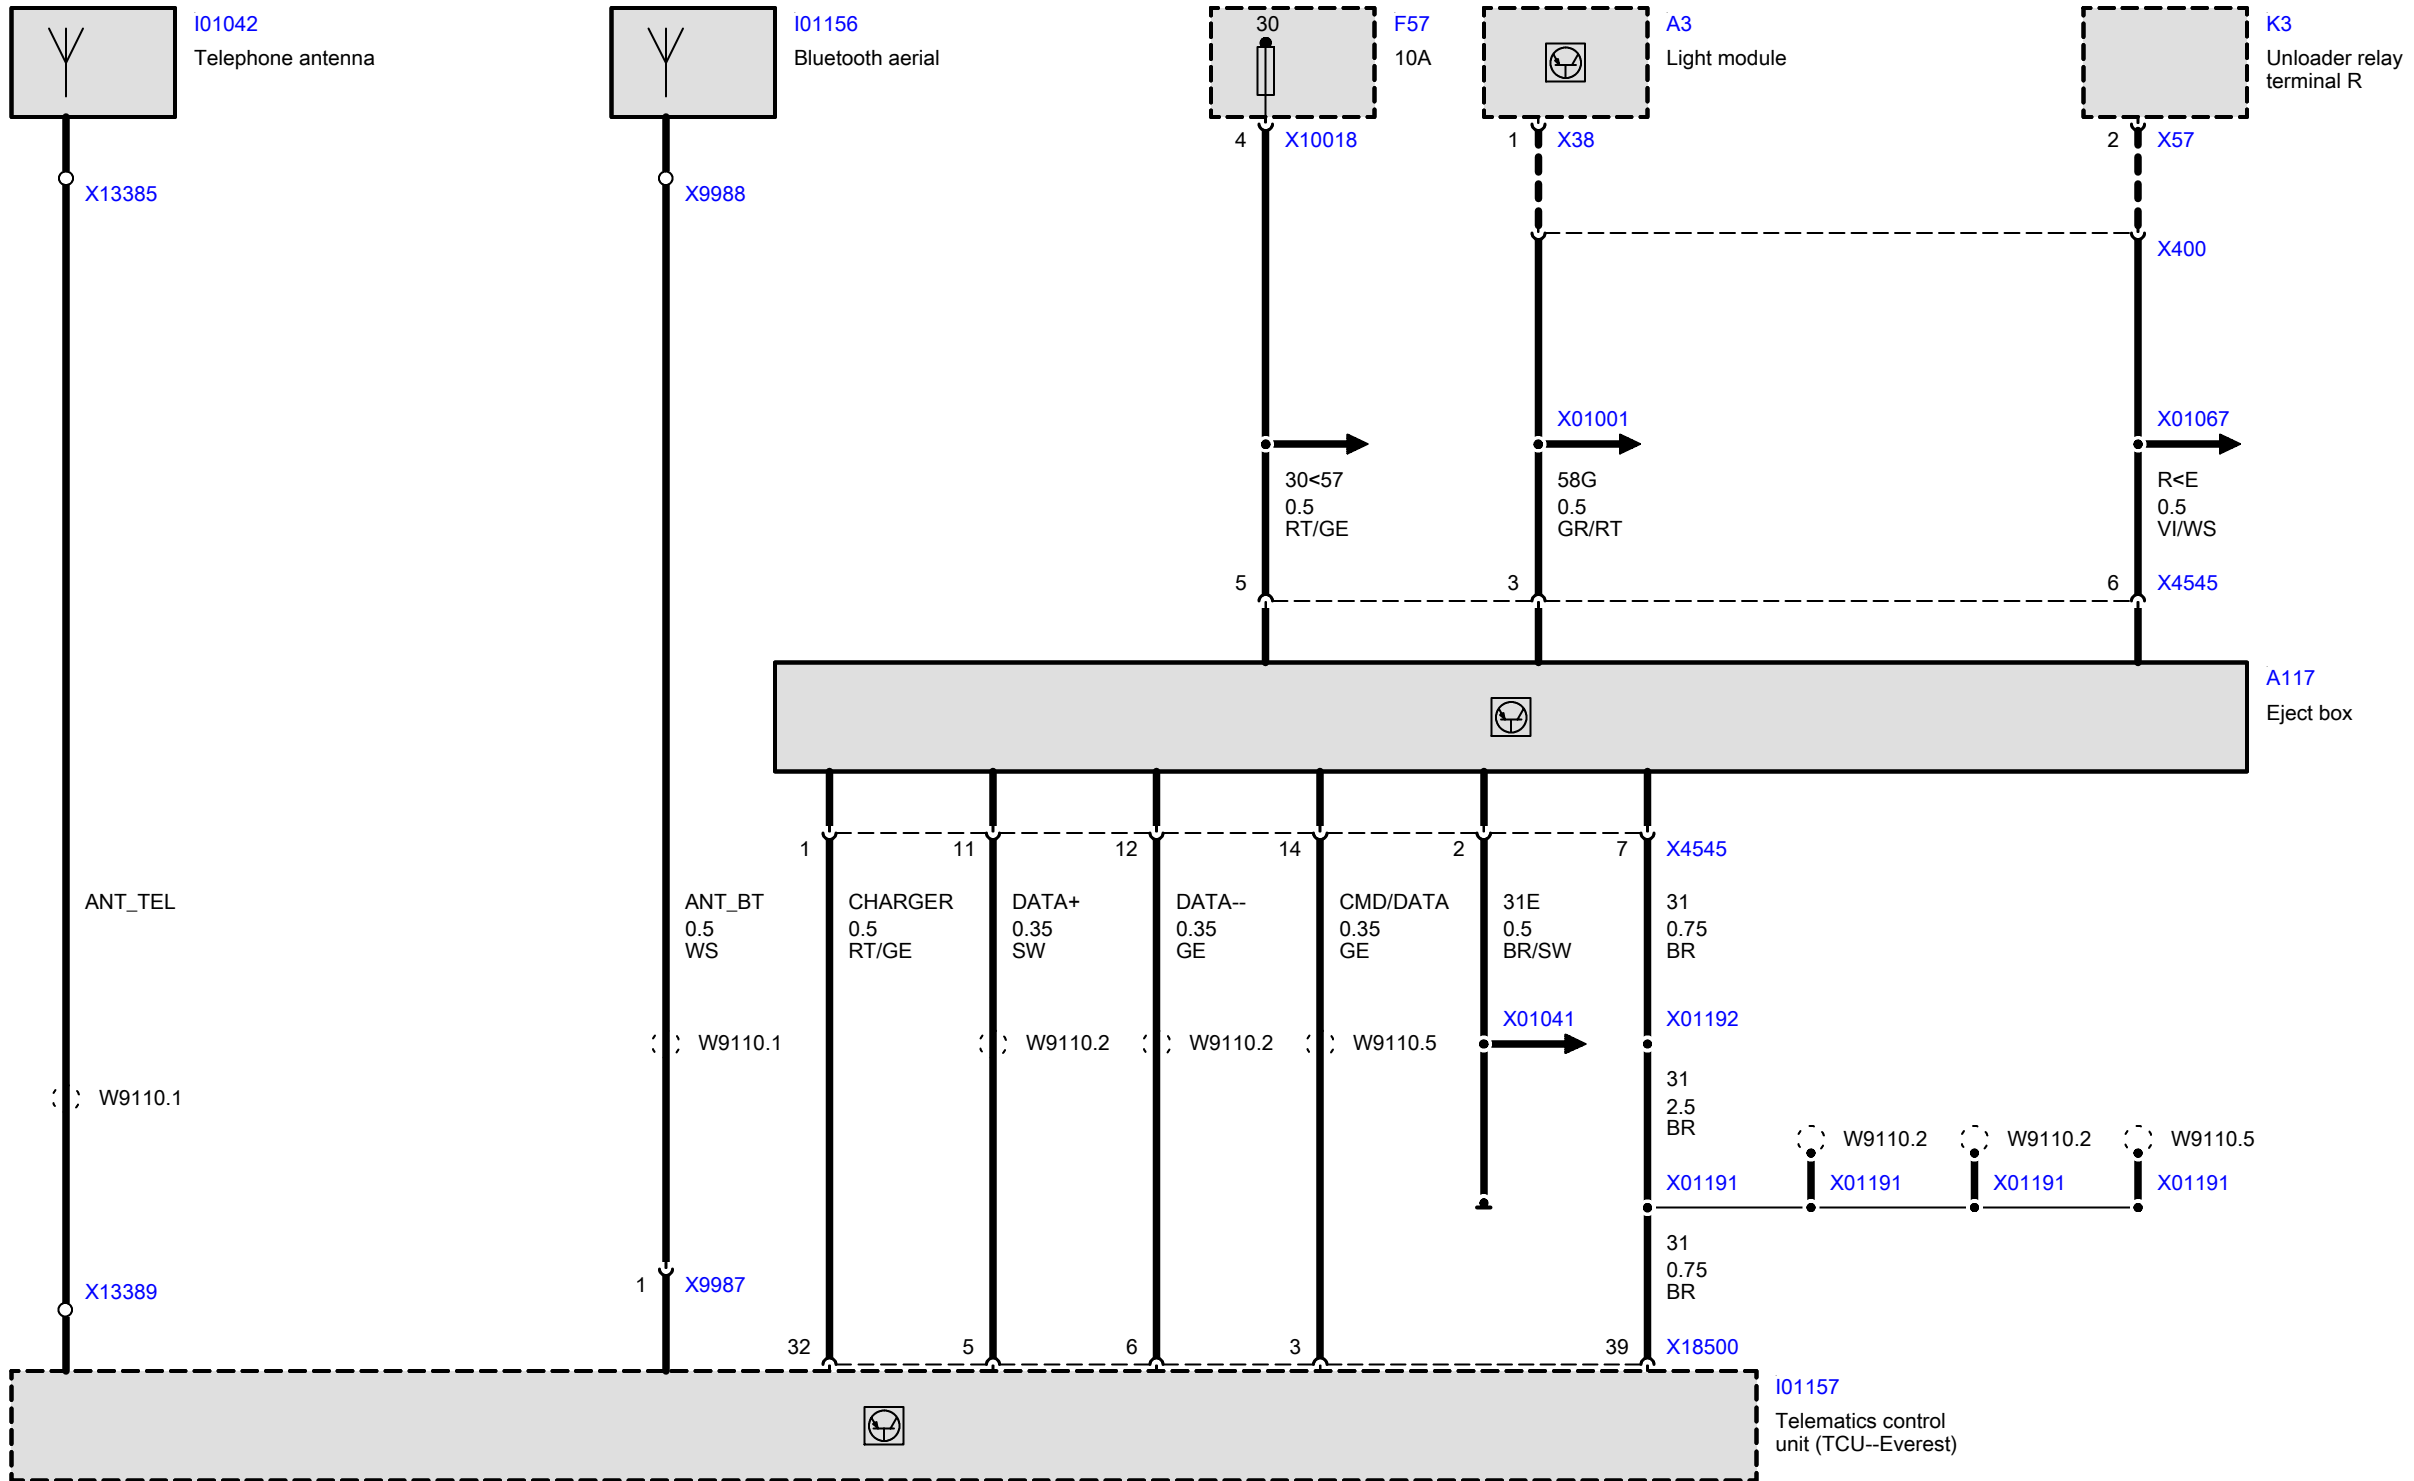 I01042
Telephone antenna
I01156
Bluetooth aerial
30
F57
10A
A3
Light module
K3
Unloader relay
terminal R
4
X10018
1
X38
2
X57
X13385
X9988
X400
X01001
X01067
30<57
0.5
RT/GE
58G
0.5
GR/RT
R<E
0.5
VI/WS
5
3
6
X4545
A117
Eject box
1
11
12
14
2
7
X4545
ANT_TEL
ANT_BT
0.5
WS
CHARGER
0.5
RT/GE
DATA+
0.35
SW
DATA--
0.35
GE
CMD/DATA
0.35
GE
31E
0.5
BR/SW
31
0.75
BR
X01041
X01192
W9110.1
W9110.2
W9110.2
W9110.5
W9110.1
31
2.5
BR
W9110.2
W9110.2
W9110.5
X01191
X01191
X01191
X01191
31
0.75
BR
X13389
1
X9987
32
5
6
3
39
X18500
I01157
Telematics control
unit (TCU--Everest)